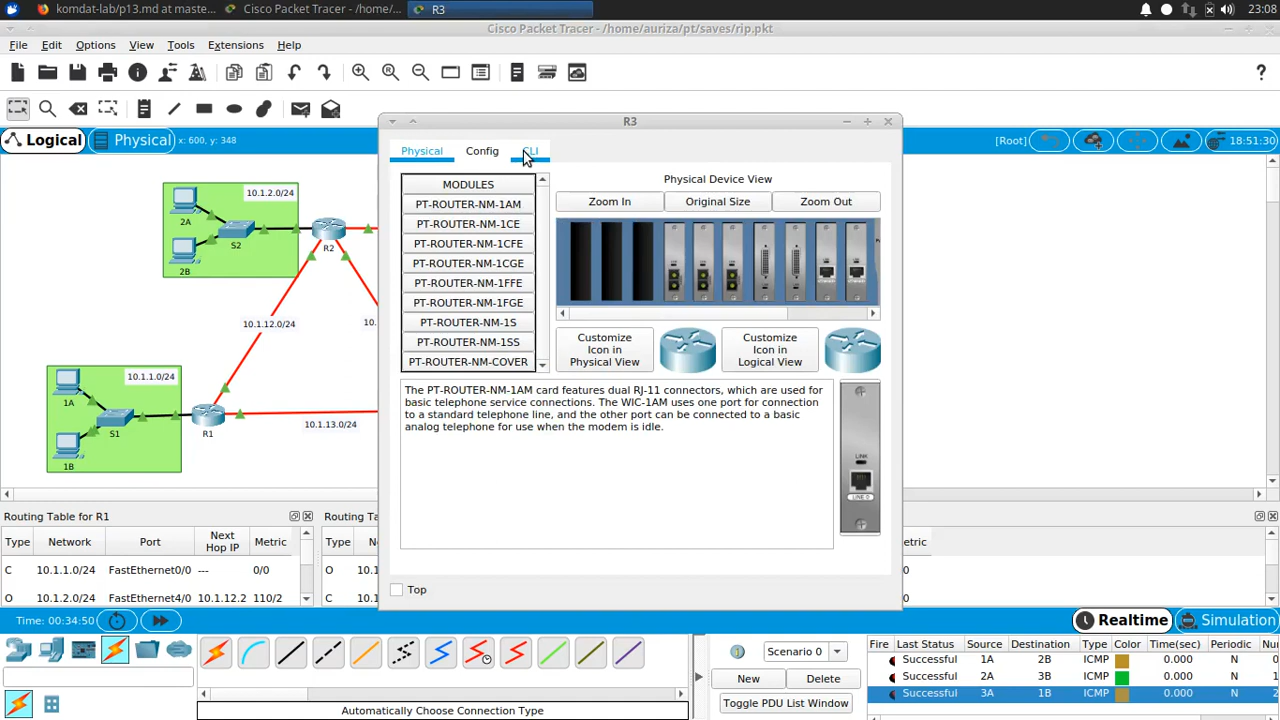 komdat-lab/p13.md at maste...
Cisco Packet Tracer - /home/...
R3
23:08
Cisco Packet Tracer - /home/auriza/pt/saves/rip.pkt
File Edit Options View Tools Extensions Help
R3
Logical
Physical
x: 600, y: 348
[Root]
18:51:30
Physical
Config
CLI
MODULES
PT-ROUTER-NM-1AM
PT-ROUTER-NM-1CE
PT-ROUTER-NM-1CFE
PT-ROUTER-NM-1CGE
PT-ROUTER-NM-1FFE
PT-ROUTER-NM-1FGE
PT-ROUTER-NM-1S
PT-ROUTER-NM-1SS
PT-ROUTER-NM-COVER
Physical Device View
Zoom In
Original Size
Zoom Out
Customize
Icon in
Physical View
Customize
Icon in
Logical View
The PT-ROUTER-NM-1AM card features dual RJ-11 connectors, which are used for
basic telephone service connections. The WIC-1AM uses one port for connection
to a standard telephone line, and the other port can be connected to a basic
analog telephone for use when the modem is idle.
LINK
LINE 0
Top
10.1.2.0/24
2A
S2
2B
R2
10.1.12.0/24
10.
10.1.1.0/24
1A
S1
1B
R1
10.1.13.0/24
Routing Table for R1
Type Network Port Next Hop IP Metric
C 10.1.1.0/24 FastEthernet0/0 --- 0/0
O 10.1.2.0/24 FastEthernet4/0 10.1.12.2 110/2
Routing Ta
Type Ne
C 10.1
O 10.1
etric
0
0
Time: 00:34:50
Realtime
Simulation
Automatically Choose Connection Type
Scenario 0
New
Delete
Toggle PDU List Window
Fire Last Status Source Destination Type Color Time(sec) Periodic Nu
Successful 1A 2B ICMP 0.000 N 0
Successful 2A 3B ICMP 0.000 N 1
Successful 3A 1B ICMP 0.000 N 2